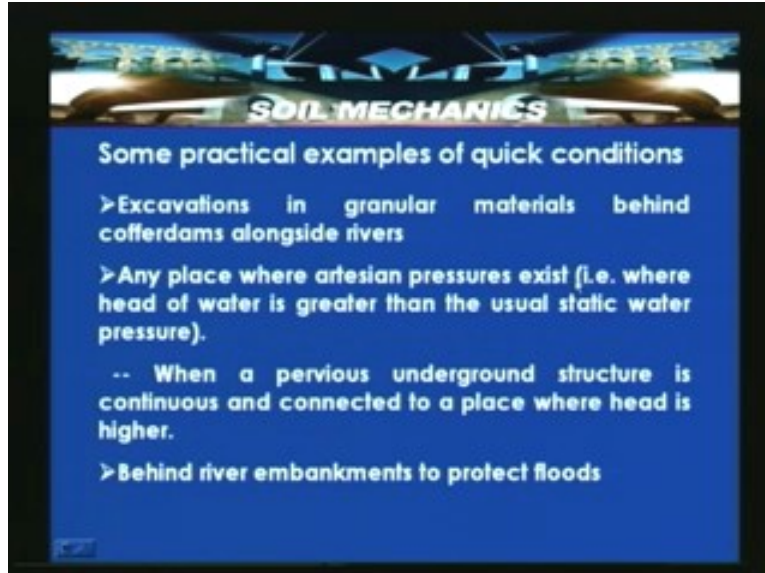 SOIL MECHANICS
Some practical examples of quick conditions
➢Excavations in granular materials behind
cofferdams alongside rivers
➢Any place where artesian pressures exist (i.e. where
head of water is greater than the usual static water
pressure).
-- When a pervious underground structure is
continuous and connected to a place where head is
higher.
➢Behind river embankments to protect floods